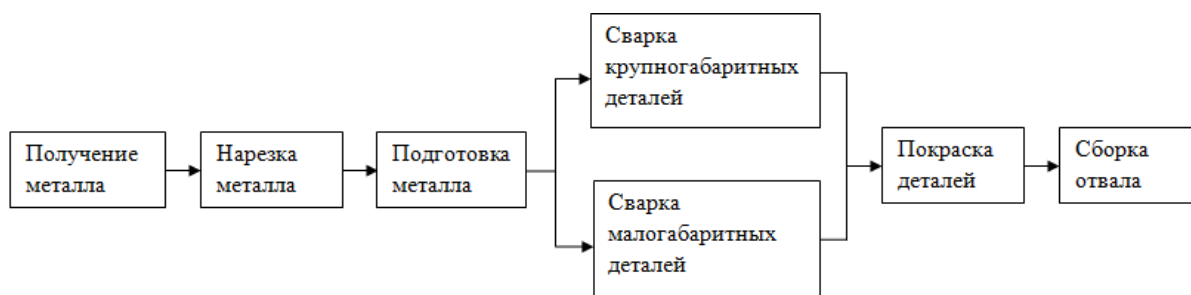 Получение
металла
Нарезка
металла
Подготовка
металла
Сварка
крупногабаритных
деталей
Сварка
малогабаритных
деталей
Покраска
деталей
Сборка
отвала